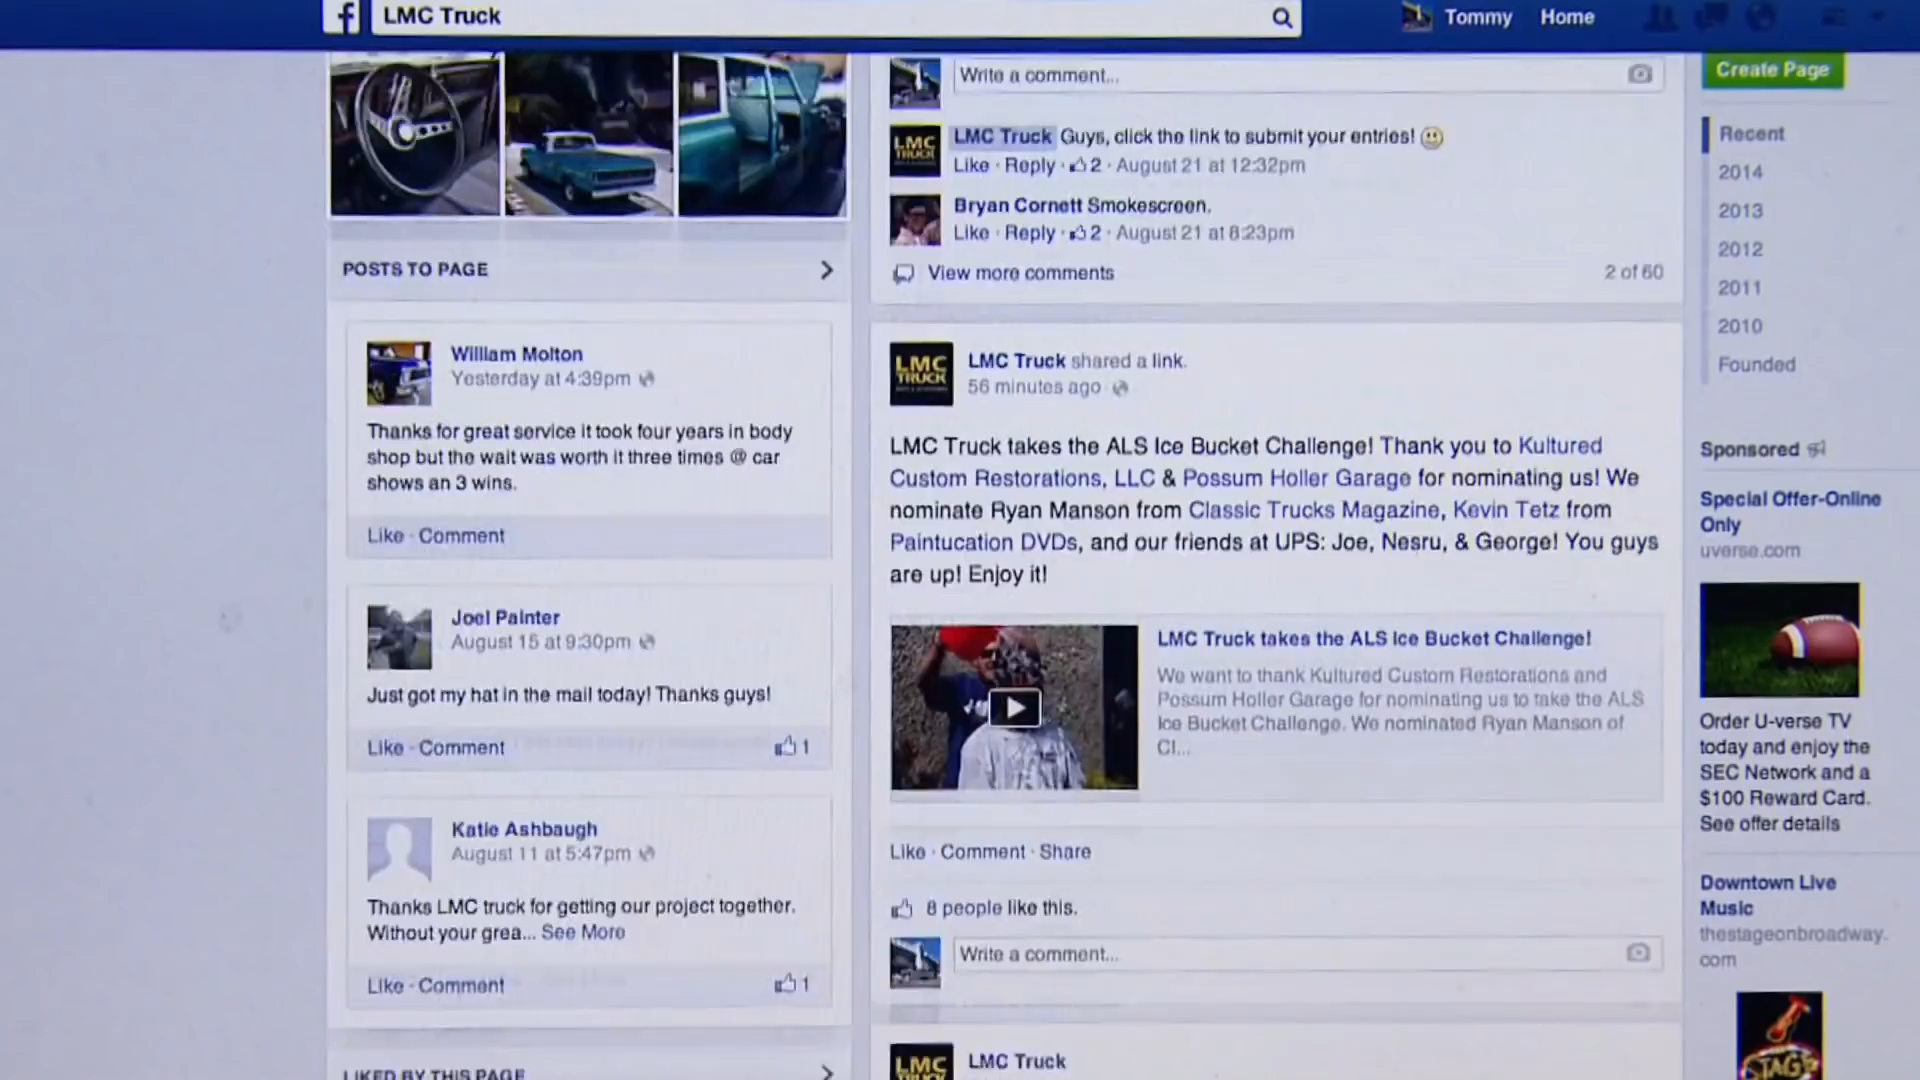 f LMC Truck Tommy Home
Write a comment...
Create Page
LMC Truck Guys, click the link to submit your entries!
Like · Reply · 2 · August 21 at 12:32pm
Bryan Cornett Smokescreen.
Like · Reply · 2 · August 21 at 8:23pm
View more comments 2 of 60
Recent
2014
2013
2012
2011
2010
Founded
POSTS TO PAGE
William Molton
Yesterday at 4:39pm
Thanks for great service it took four years in body
shop but the wait was worth it three times @ car
shows an 3 wins.
Like · Comment
Joel Painter
August 15 at 9:30pm
Just got my hat in the mail today! Thanks guys!
Like · Comment 1
Katie Ashbaugh
August 11 at 5:47pm
Thanks LMC truck for getting our project together.
Without your grea... See More
Like · Comment 1
LIKED BY THIS PAGE
LMC
TRUCK
LMC Truck shared a link.
56 minutes ago
LMC Truck takes the ALS Ice Bucket Challenge! Thank you to Kultured
Custom Restorations, LLC & Possum Holler Garage for nominating us! We
nominate Ryan Manson from Classic Trucks Magazine, Kevin Tetz from
Paintucation DVDs, and our friends at UPS: Joe, Nesru, & George! You guys
are up! Enjoy it!
LMC Truck takes the ALS Ice Bucket Challenge!
We want to thank Kultured Custom Restorations and
Possum Holler Garage for nominating us to take the ALS
Ice Bucket Challenge. We nominated Ryan Manson of
Cl...
Like · Comment · Share
8 people like this.
Write a comment...
LMC
TRUCK
LMC Truck
Sponsored
Special Offer-Online
Only
uverse.com
Order U-verse TV
today and enjoy the
SEC Network and a
$100 Reward Card.
See offer details
Downtown Live
Music
thestageonbroadway.
com
STAGE